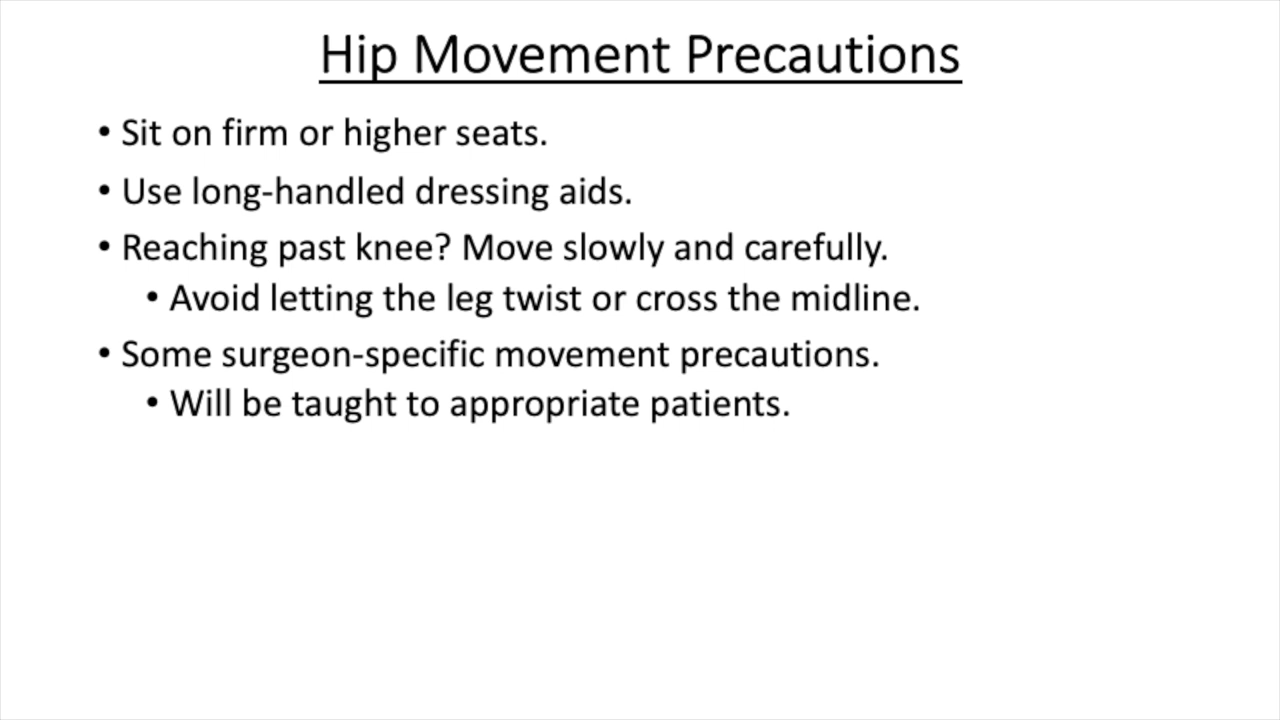 Hip Movement Precautions
• Sit on firm or higher seats.
• Use long-handled dressing aids.
• Reaching past knee? Move slowly and carefully.
• Avoid letting the leg twist or cross the midline.
• Some surgeon-specific movement precautions.
• Will be taught to appropriate patients.